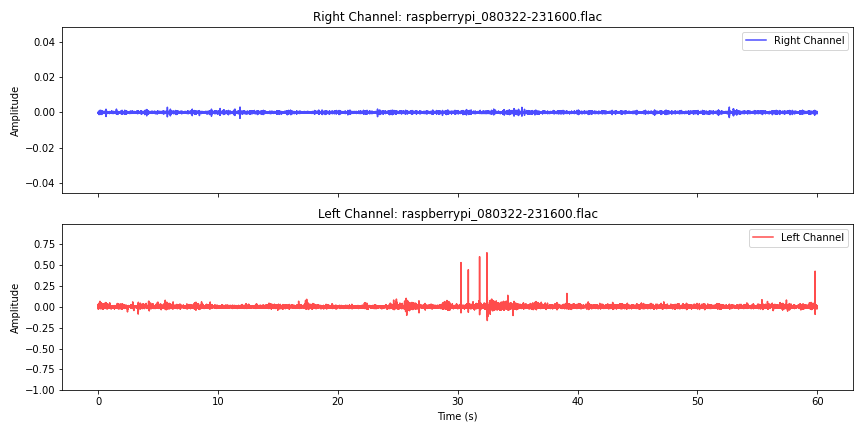 Right Channel: raspberrypi_080322-231600.flac
Right Channel
Amplitude
0.04
0.02
0.00
−0.02
−0.04
Left Channel: raspberrypi_080322-231600.flac
Left Channel
Amplitude
0.75
0.50
0.25
0.00
−0.25
−0.50
−0.75
−1.00
0 10 20 30 40 50 60
Time (s)